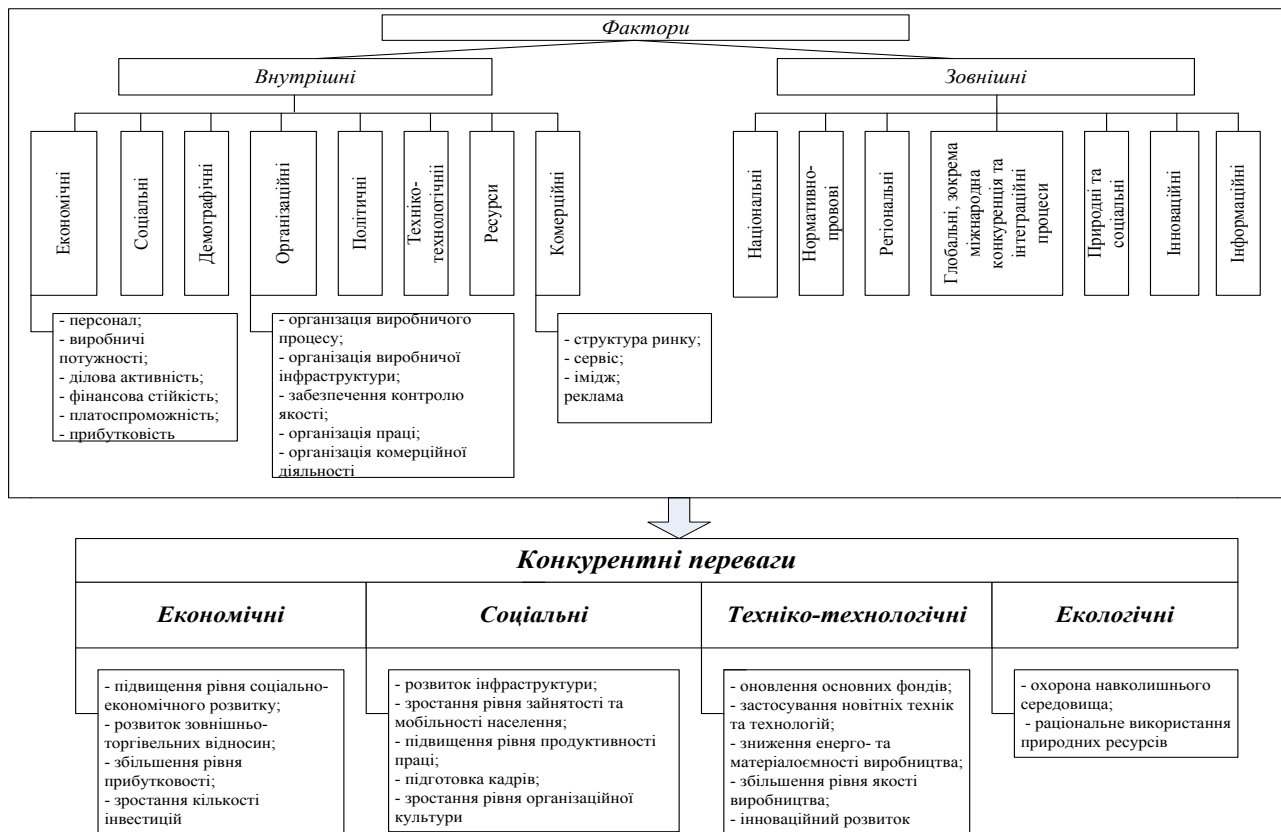 Фактори
Внутрішні
Зовнішні
Економічні
Соціальні
Демографічні
Організаційні
Політичні
Техніко-
технологічніі
Ресурси
Комерційні
Національні
Нормативно-
провові
Регіональні
Глобальні, зокрема
міжнародна
конкуренція та
інтеграційні
процеси
Природні та
соціальні
Інноваційні
Інформаційні
- персонал;
- виробничі
потужності;
- ділова активність;
- фінансова стійкість;
- платоспроможність;
- прибутковість
- організація виробничого
процесу;
- організація виробничої
інфраструктури;
- забезпечення контролю
якості;
- організація праці;
- організація комерційної
діяльності
- структура ринку;
- сервіс;
- імідж;
реклама
Конкурентні переваги
Економічні
Соціальні
Техніко-технологічні
Екологічні
- підвищення рівня соціально-
економічного розвитку;
- розвиток зовнішньо-
торгівельних відносин;
- збільшення рівня
прибутковості;
- зростання кількості
інвестицій
- розвиток інфраструктури;
- зростання рівня зайнятості та
мобільності населення;
- підвищення рівня продуктивності
праці;
- підготовка кадрів;
- зростання рівня організаційної
культури
- оновлення основних фондів;
- застосування новітніх технік
та технологій;
- зниження енерго- та
матеріалоємності виробництва;
- збільшення рівня якості
виробництва;
- інноваційний розвиток
- охорона навколишнього
середовища;
- раціональне використання
природних ресурсів